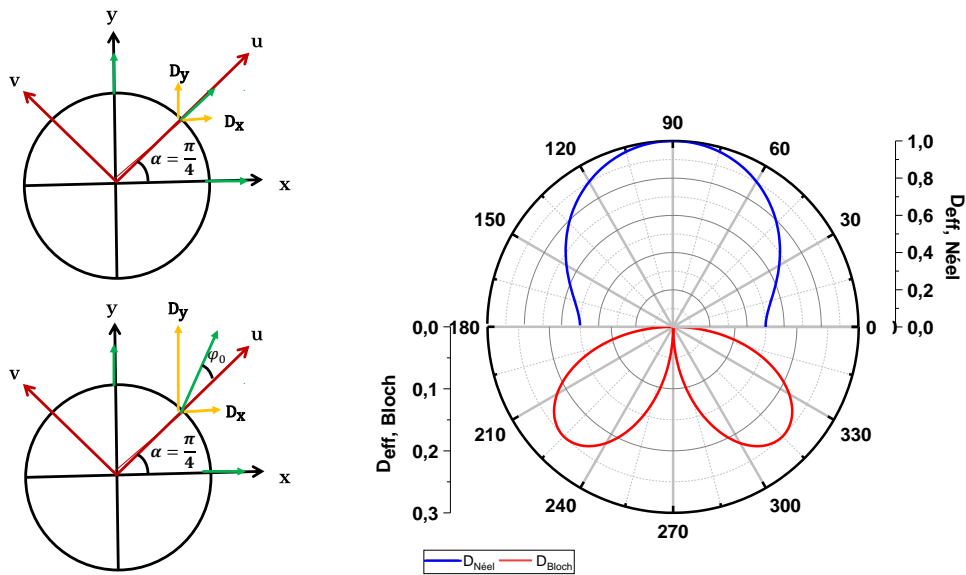 y
u
v
Dy
Dx
α = π/4
x
y
Dy
u
φ0
v
Dx
α = π/4
x
90
120
60
150
30
180
0
210
330
240
300
270
1,0
0,8
0,6
0,4
0,2
0,0
Deff, Néel
0,0
0,1
0,2
0,3
Deff, Bloch
DNéel
DBloch